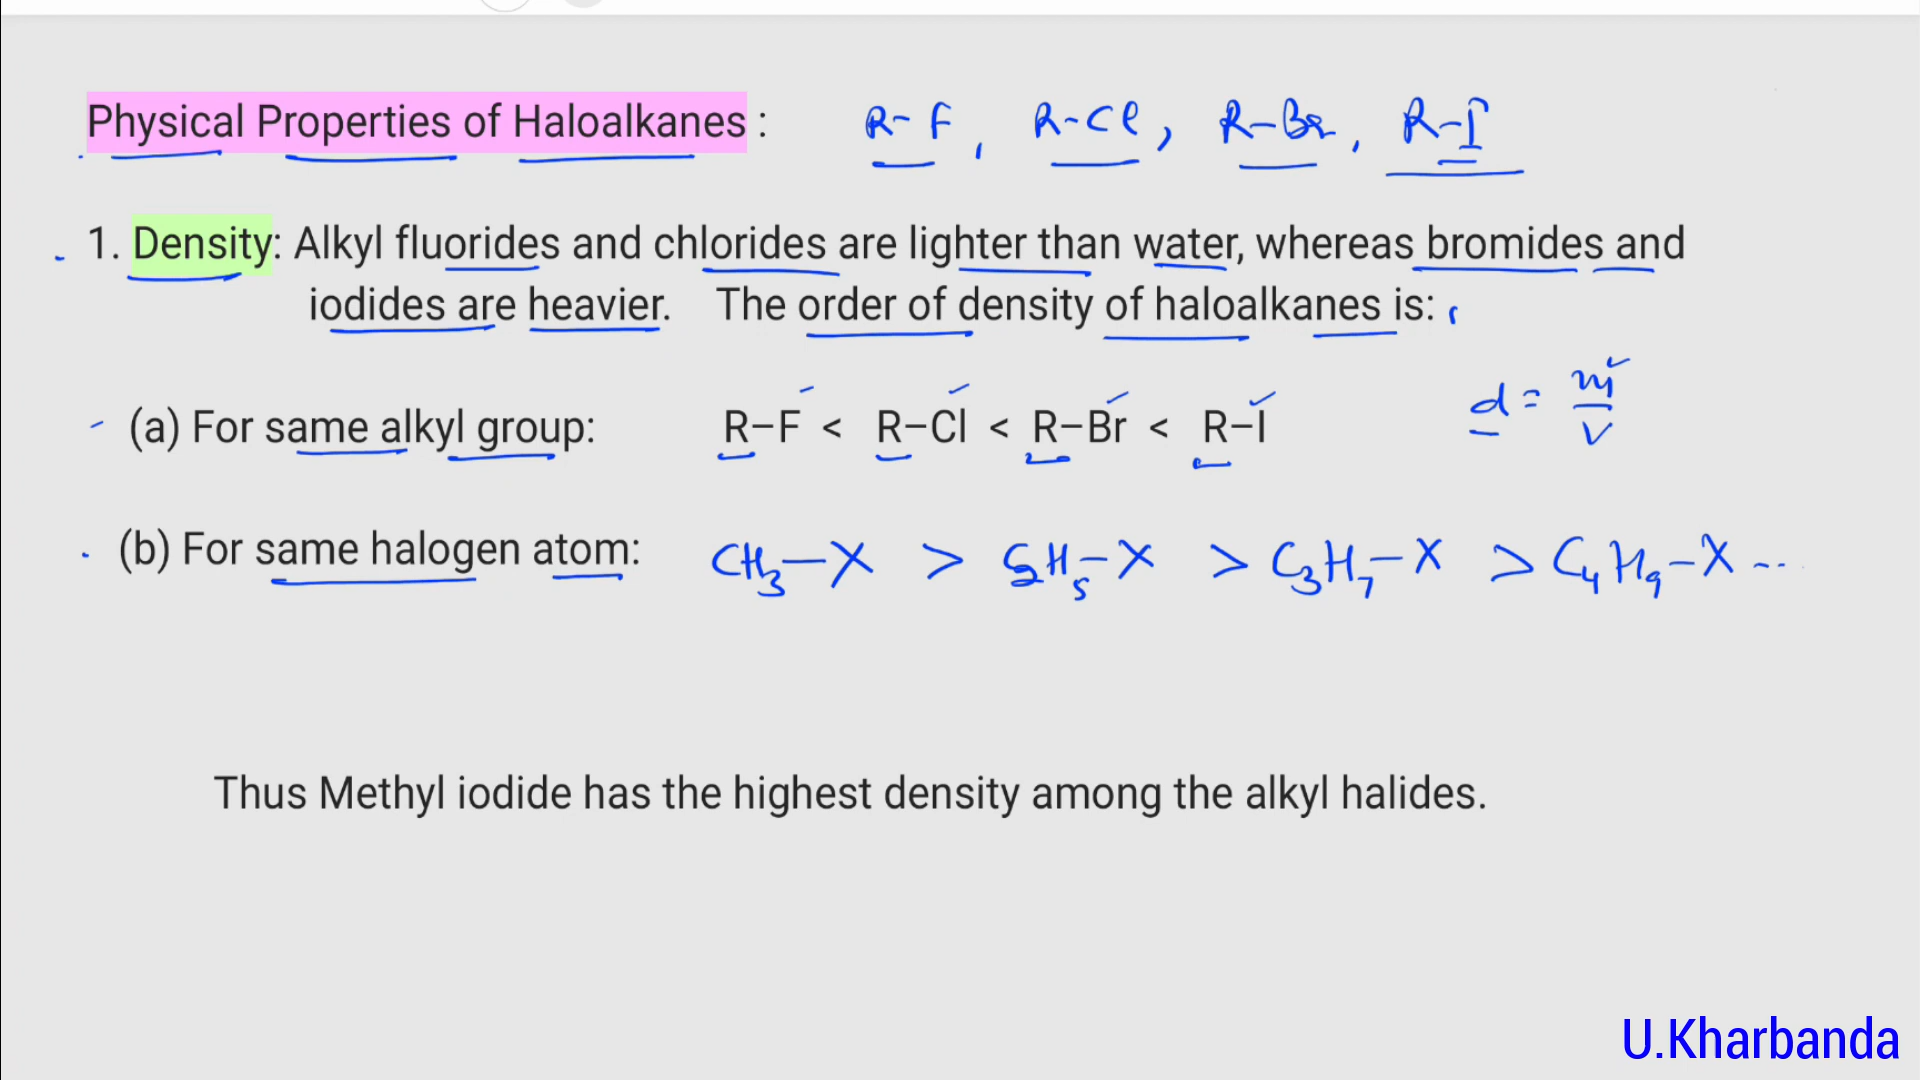 Physical Properties of Haloalkanes : R-F, R-Cl, R-Br, R-I
1. Density: Alkyl fluorides and chlorides are lighter than water, whereas bromides and
iodides are heavier. The order of density of haloalkanes is:
(a) For same alkyl group: R–F < R–Cl < R–Br < R–I d = m/v
(b) For same halogen atom: CH₃–X > C₂H₅–X > C₃H₇–X > C₄H₉–X ...
Thus Methyl iodide has the highest density among the alkyl halides.
U.Kharbanda